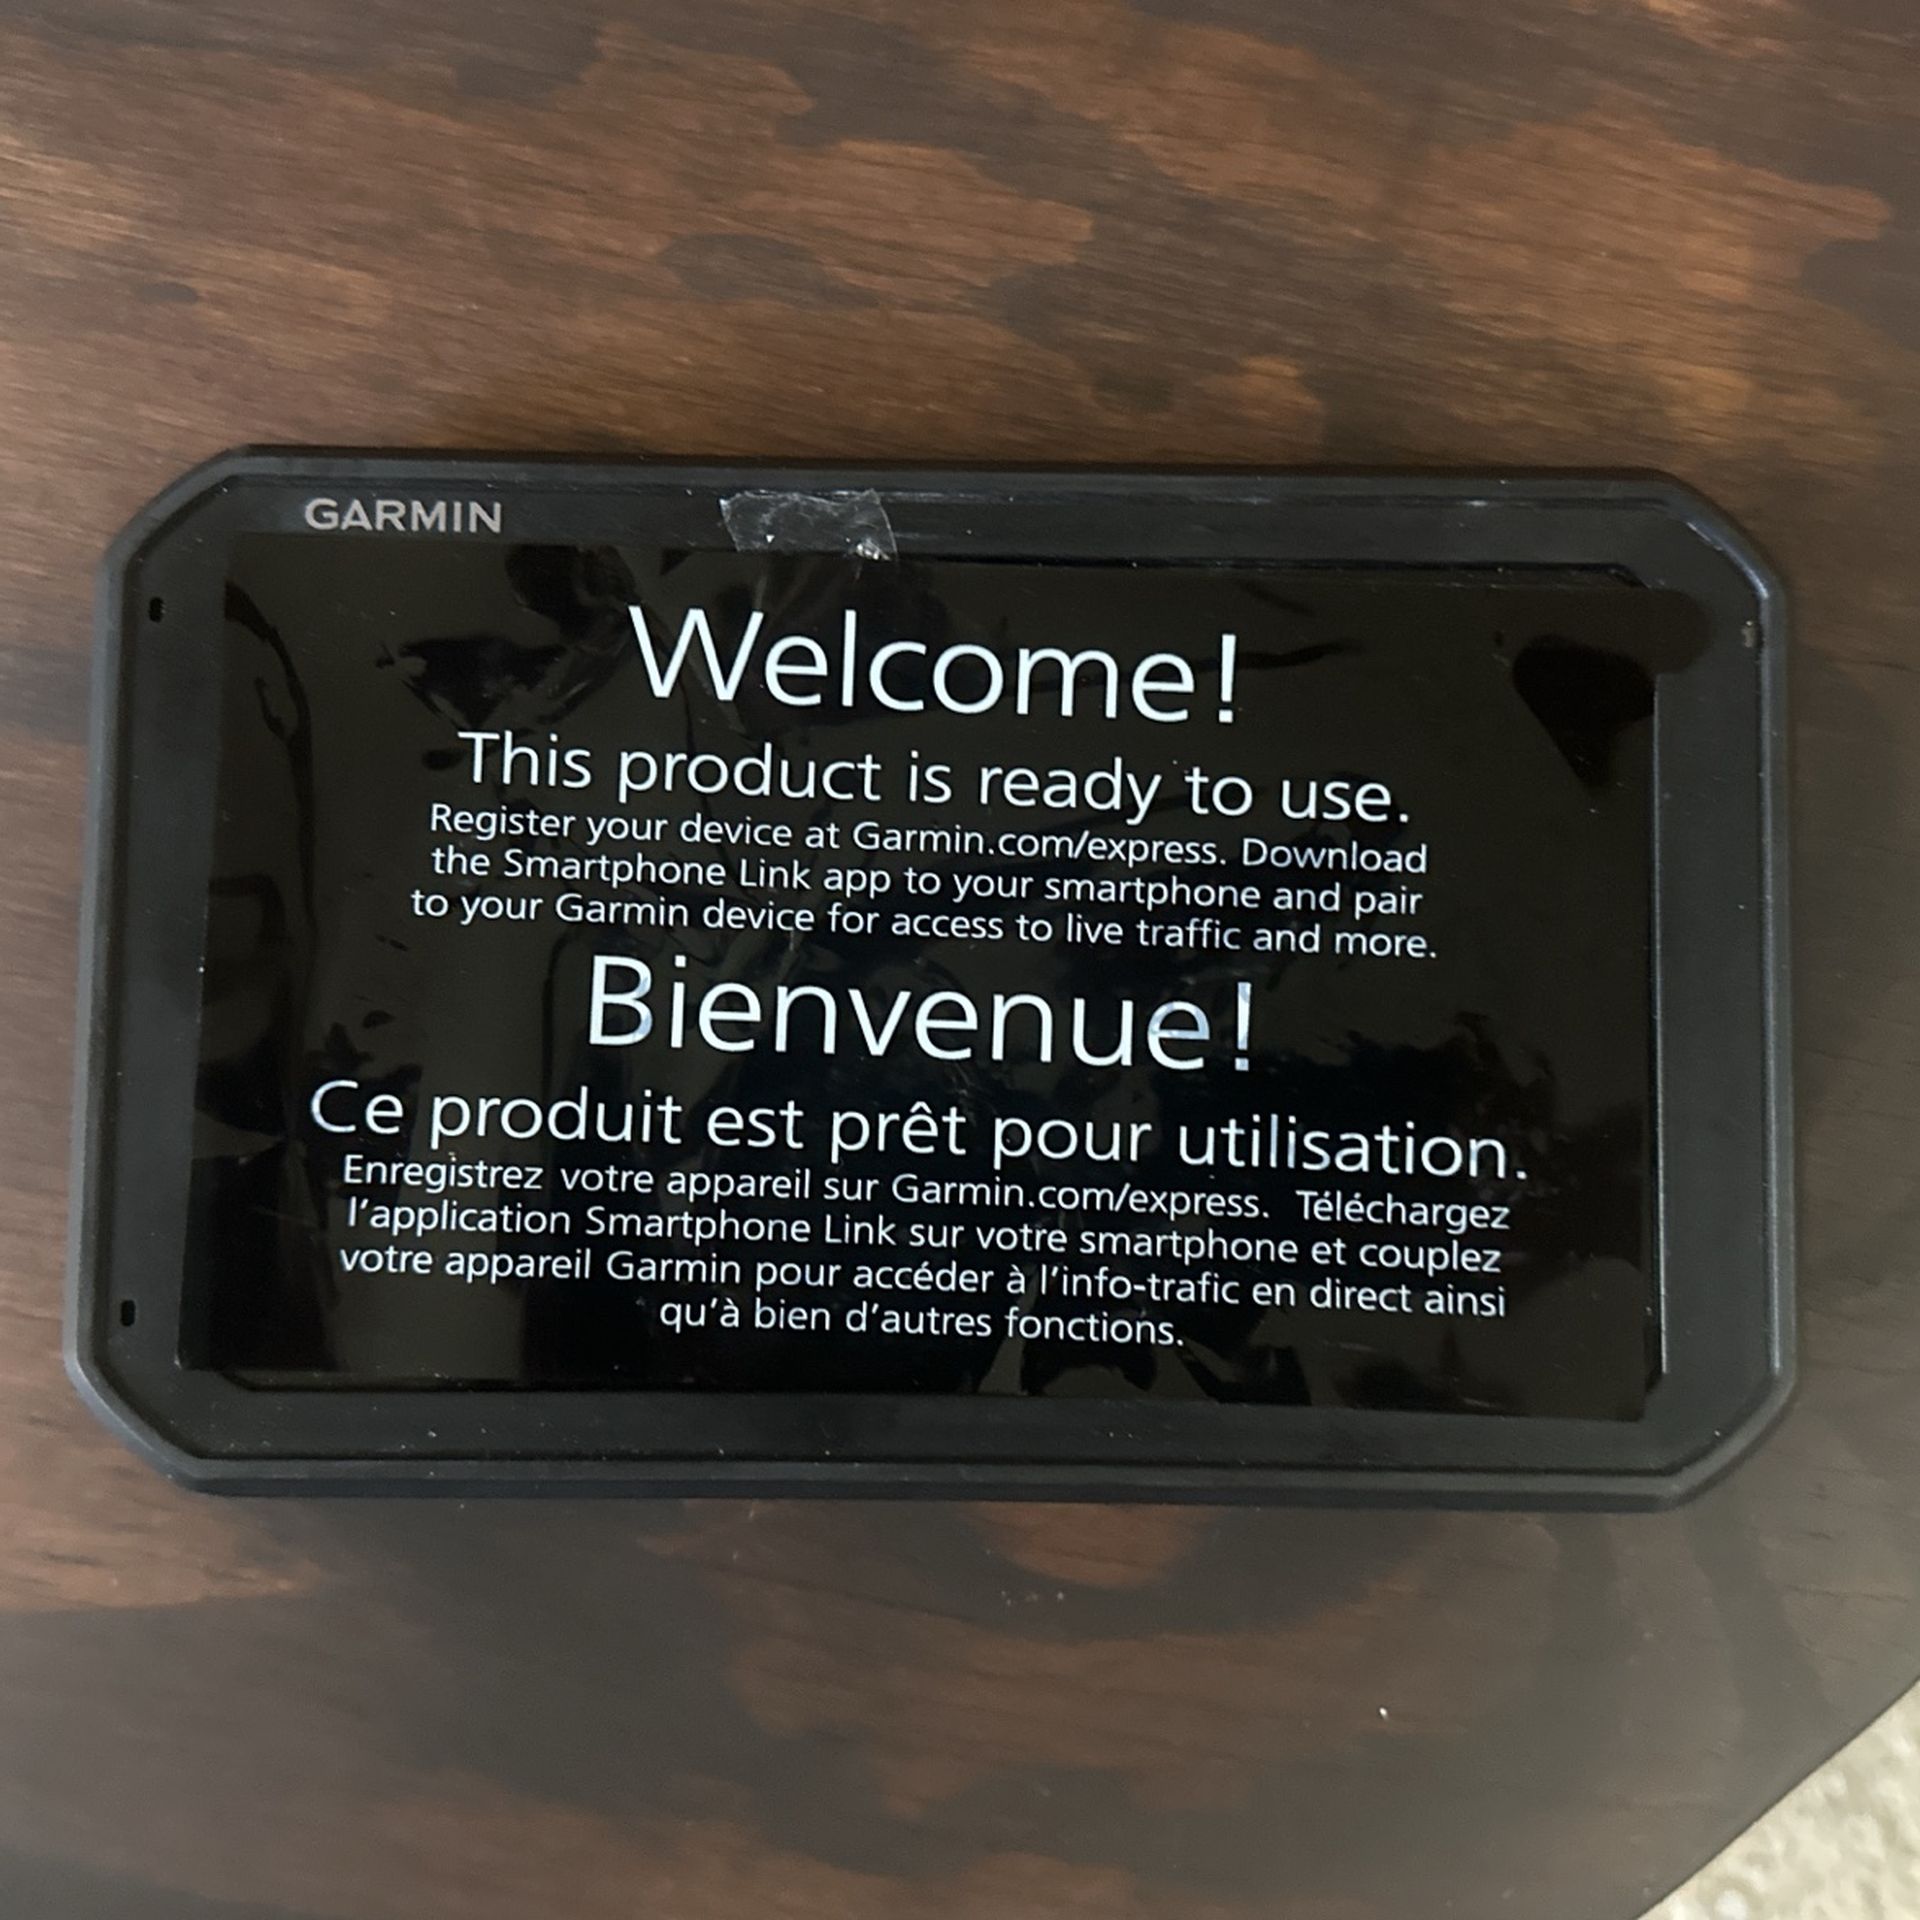 GARMIN
Welcome!
This product is ready to use.
Register your device at Garmin.com/express. Download
the Smartphone Link app to your smartphone and pair
to your Garmin device for access to live traffic and more.
Bienvenue!
Ce produit est prêt pour utilisation.
Enregistrez votre appareil sur Garmin.com/express. Téléchargez
l'application Smartphone Link sur votre smartphone et couplez
votre appareil Garmin pour accéder à l'info-trafic en direct ainsi
qu'à bien d'autres fonctions.